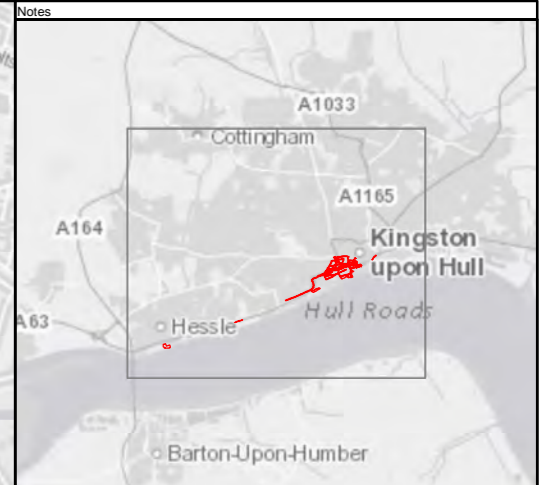 Notes
A1033
Cottingham
A1165
A164
Kingston
upon Hull
Hull Roads
A63
Hessle
Barton-Upon-Humber